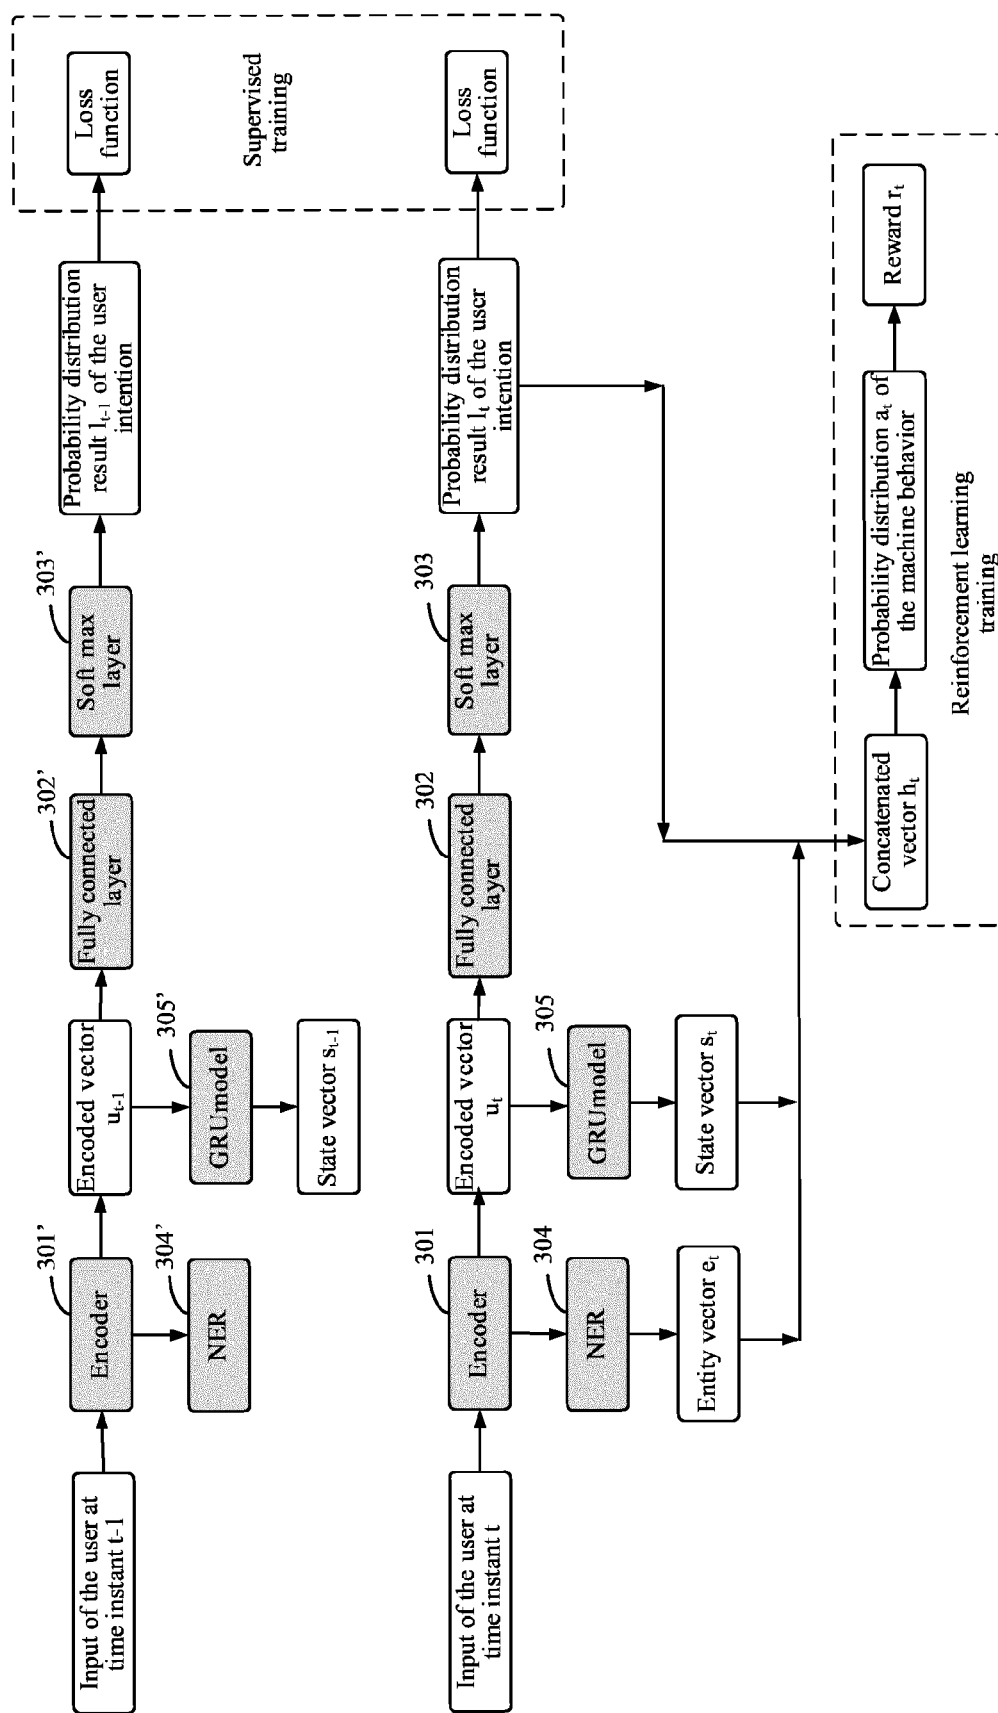 Input of the user at
time instant t-1
Encoder
301'
NER
304'
Encoded vector
u_{t-1}
GRUmodel
305'
State vector s_{t-1}
Fully connected
layer
302'
Soft max
layer
303'
Probability distribution
result l_{t-1} of the user
intention
Loss
function
Supervised
training
Input of the user at
time instant t
Encoder
301
NER
304
Entity vector e_t
Encoded vector
u_t
GRUmodel
305
State vector s_t
Fully connected
layer
302
Soft max
layer
303
Probability distribution
result l_t of the user
intention
Loss
function
Concatenated
vector h_t
Probability distribution a_t of
the machine behavior
Reward r_t
Reinforcement learning
training